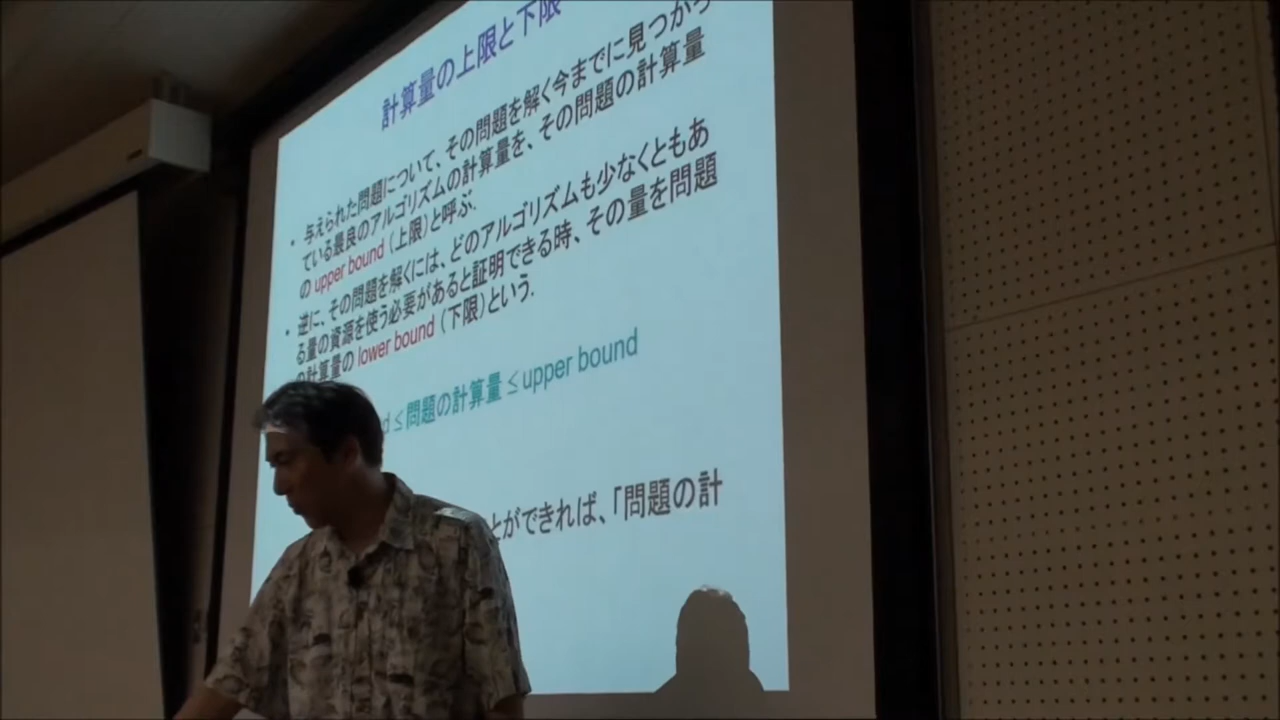 計算量の上限と下限
• 与えられた問題について、その問題を解く今までに見つかっ
ている最良のアルゴリズムの計算量を、その問題の計算量
の upper bound (上限)と呼ぶ.
• 逆に、その問題を解くには、どのアルゴリズムも少なくともあ
る量の資源を使う必要があると証明できる時、その量を問題
の計算量の lower bound (下限)という.
d ≤問題の計算量 ≤upper bound
とができれば、「問題の計